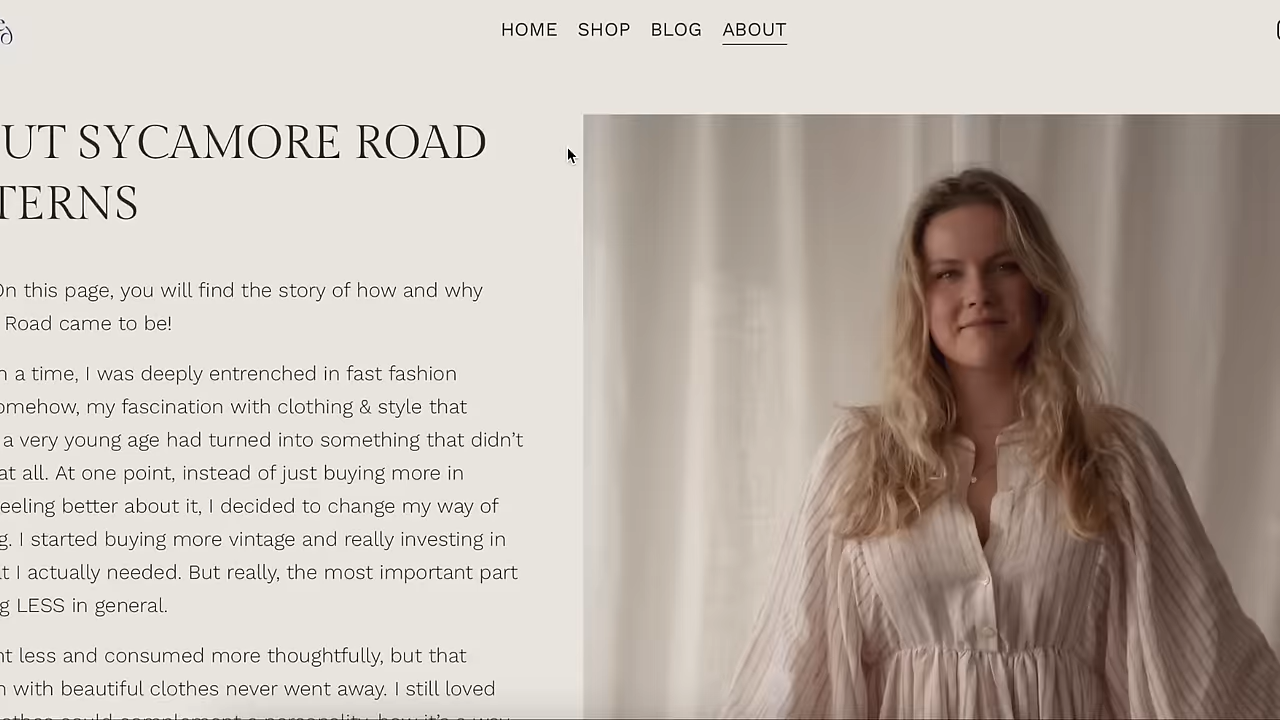 HOME SHOP BLOG ABOUT
UT SYCAMORE ROAD
TERNS
On this page, you will find the story of how and why
Road came to be!
a time, I was deeply entrenched in fast fashion
omehow, my fascination with clothing & style that
a very young age had turned into something that didn’t
at all. At one point, instead of just buying more in
eeling better about it, I decided to change my way of
g. I started buying more vintage and really investing in
t I actually needed. But really, the most important part
g LESS in general.
nt less and consumed more thoughtfully, but that
n with beautiful clothes never went away. I still loved